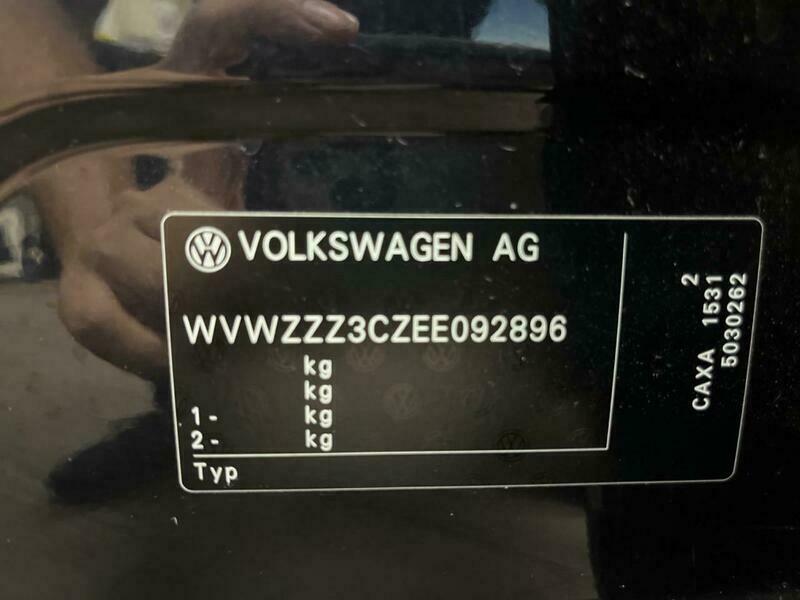 VOLKSWAGEN AG
WVWZZZ3CZEE092896
kg
kg
1- kg
2- kg
Typ
2
CAXA 1531
5030262